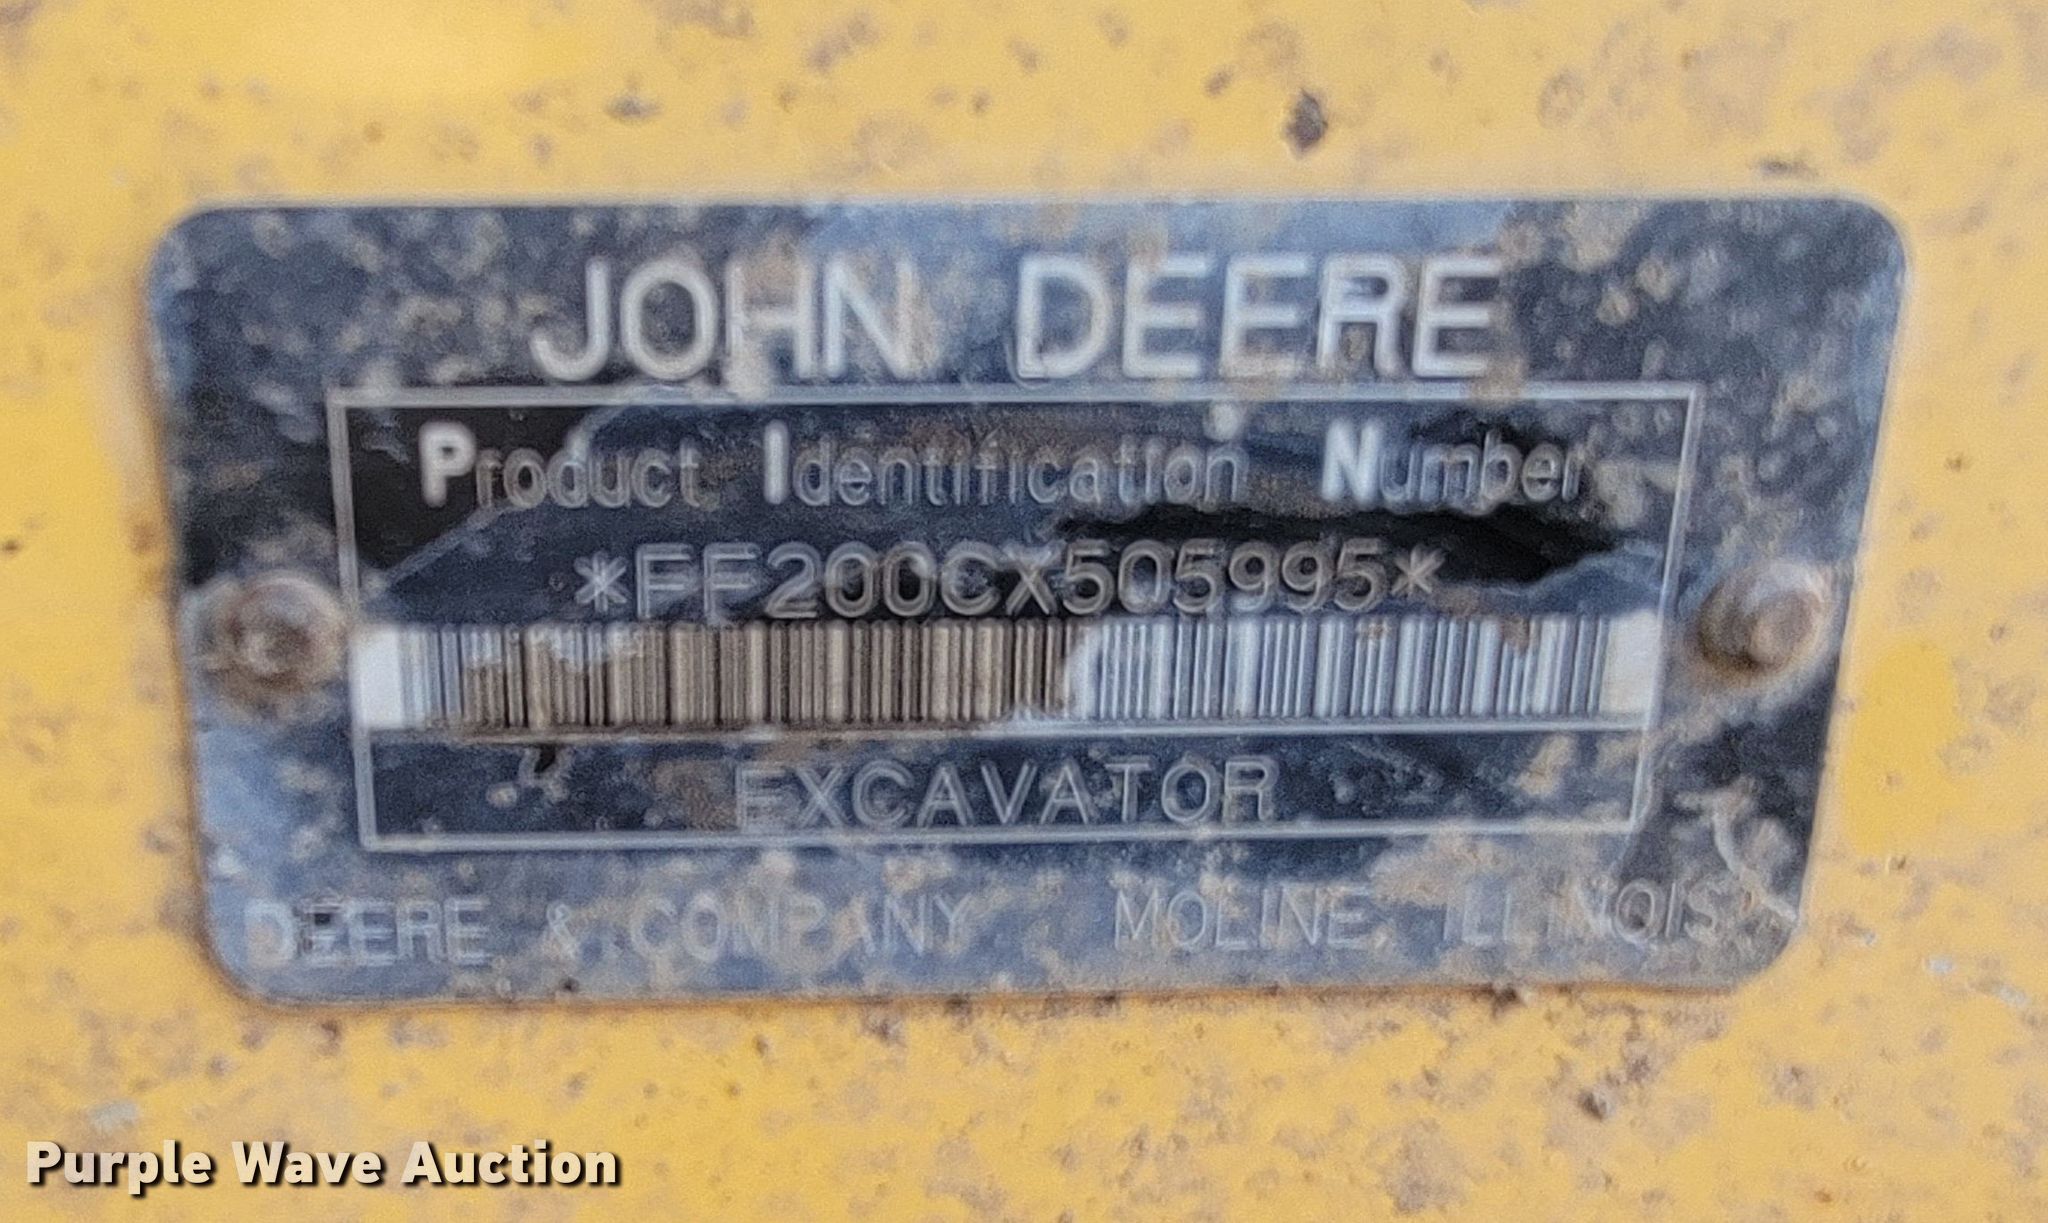 JOHN DEERE
Product Identification Number
*FF200CX505995*
EXCAVATOR
DEERE & COMPANY MOLINE, ILLINOIS
Purple Wave Auction